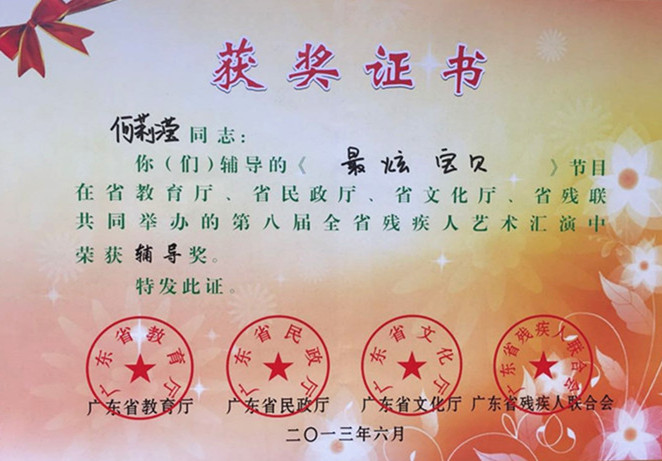 获奖证书
何莉滢同志：
你（们）辅导的《 最炫宝贝 》节目
在省教育厅、省民政厅、省文化厅、省残联
共同举办的第八届全省残疾人艺术汇演中
荣获辅导奖。
特发此证。
广东省教育厅 广东省民政厅 广东省文化厅 广东省残疾人联合会
广东省教育厅 广东省民政厅 广东省文化厅 广东省残疾人联合会
二〇一三年六月